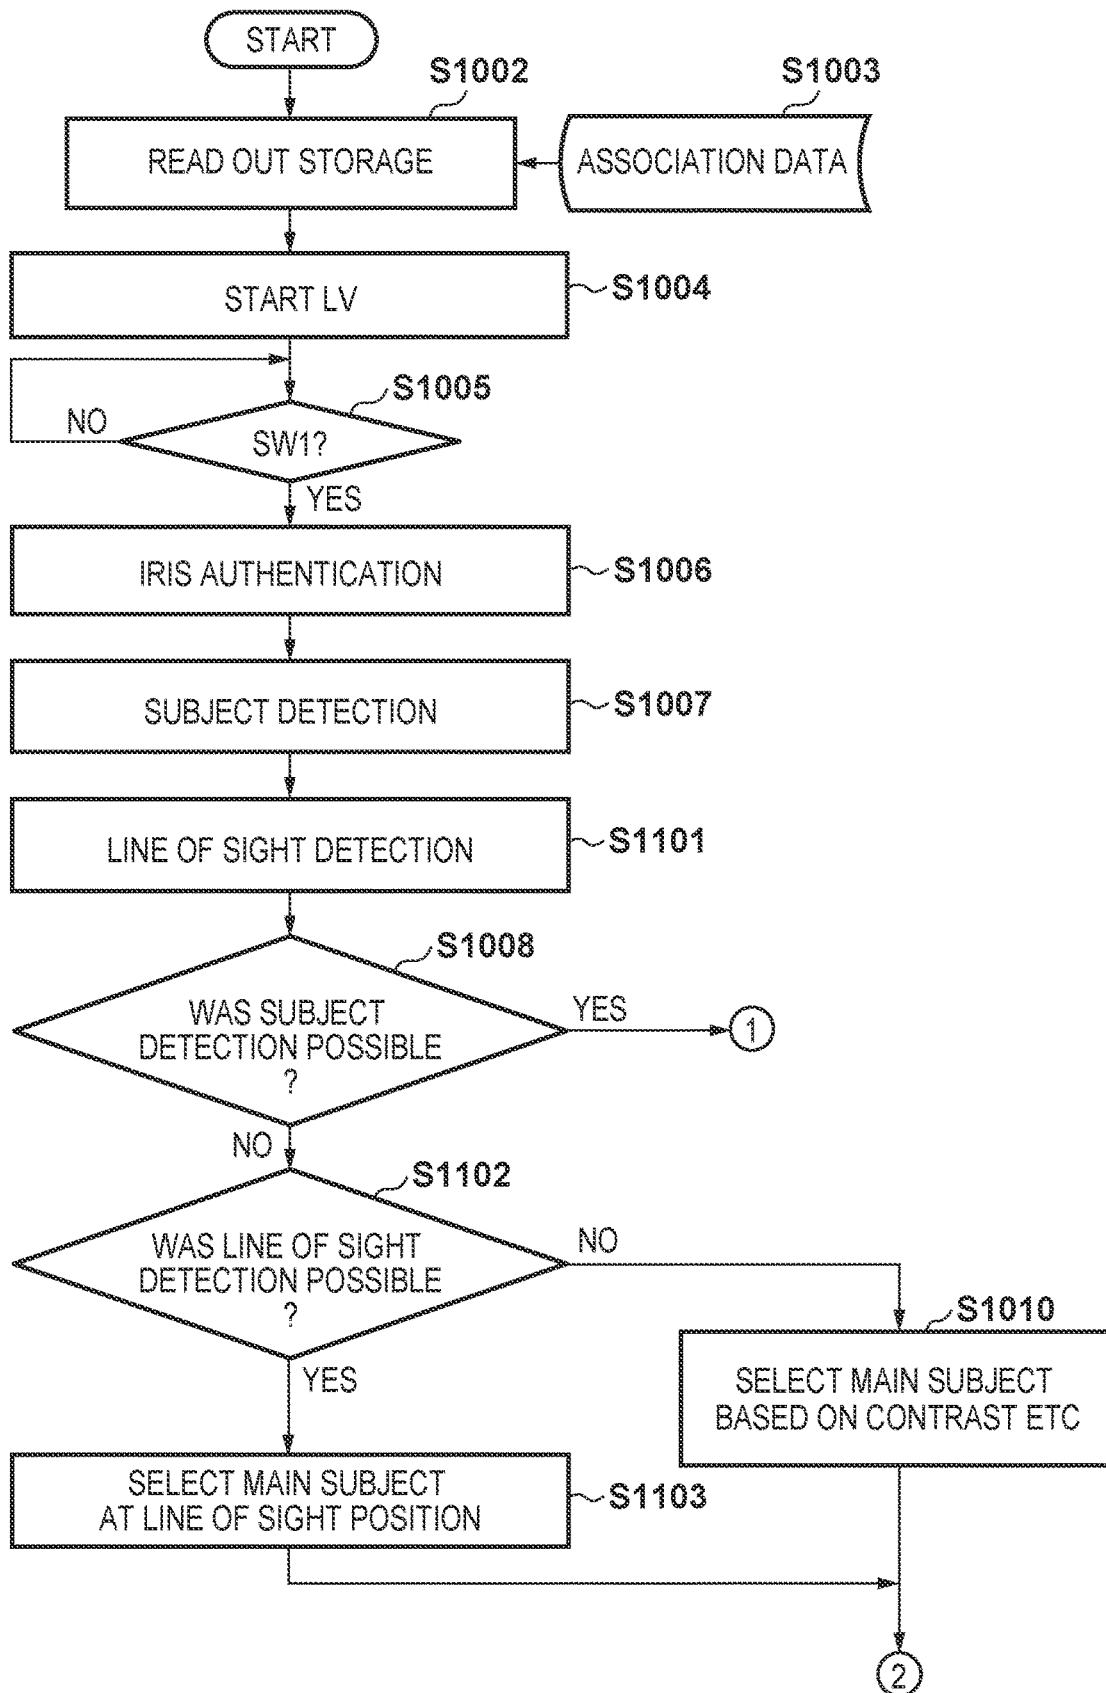 START
S1002
S1003
READ OUT STORAGE
ASSOCIATION DATA
START LV
S1004
S1005
NO
SW1?
YES
IRIS AUTHENTICATION
S1006
SUBJECT DETECTION
S1007
LINE OF SIGHT DETECTION
S1101
S1008
WAS SUBJECT
DETECTION POSSIBLE
?
YES
1
NO
S1102
WAS LINE OF SIGHT
DETECTION POSSIBLE
?
NO
S1010
YES
SELECT MAIN SUBJECT
BASED ON CONTRAST ETC
SELECT MAIN SUBJECT
AT LINE OF SIGHT POSITION
S1103
2